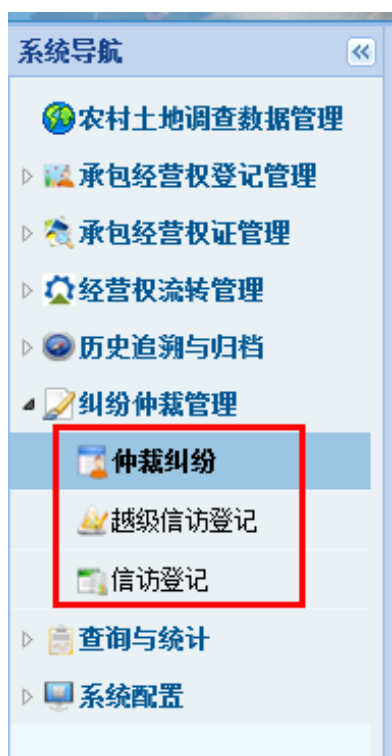 系统导航
农村土地调查数据管理
承包经营权登记管理
承包经营权证管理
经营权流转管理
历史追溯与归档
纠纷仲裁管理
仲裁纠纷
越级信访登记
信访登记
查询与统计
系统配置